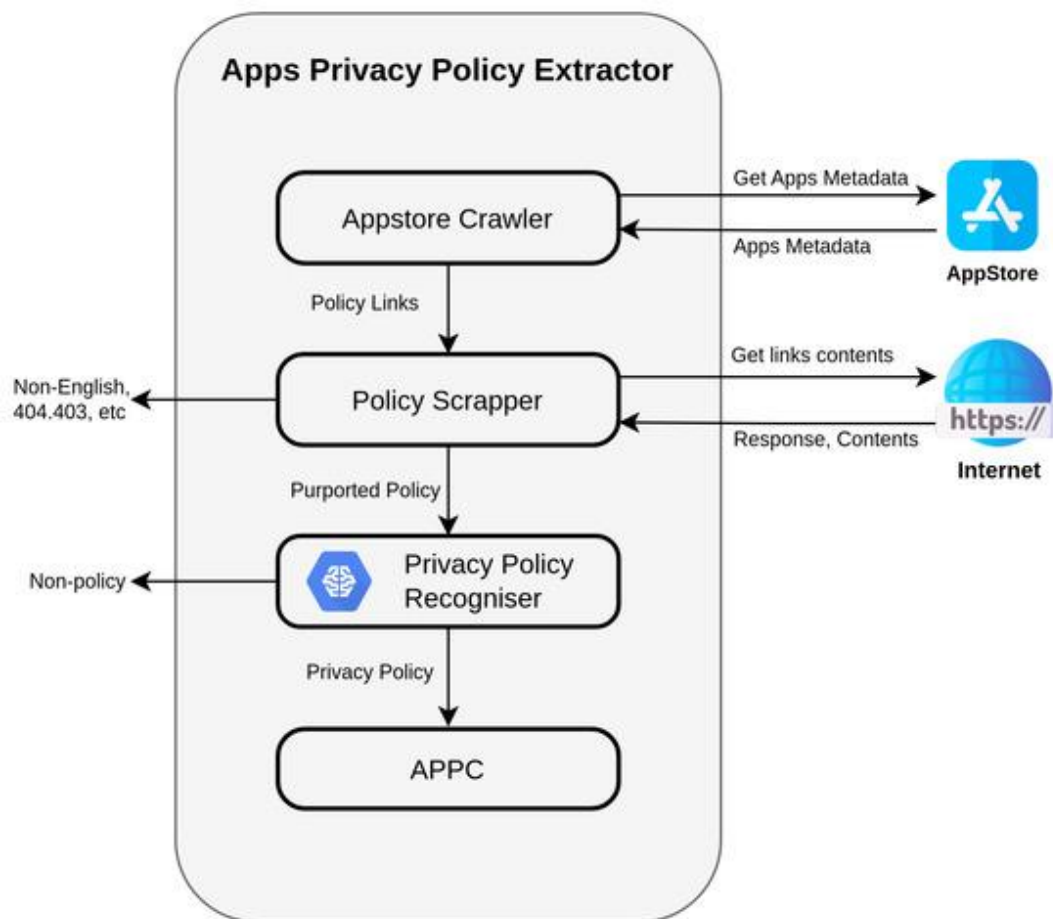 Apps Privacy Policy Extractor
Appstore Crawler
Get Apps Metadata
Apps Metadata
AppStore
Policy Links
Policy Scrapper
Get links contents
Response, Contents
https://
Internet
Non-English,
404.403, etc
Purported Policy
Privacy Policy
Recogniser
Non-policy
Privacy Policy
APPC